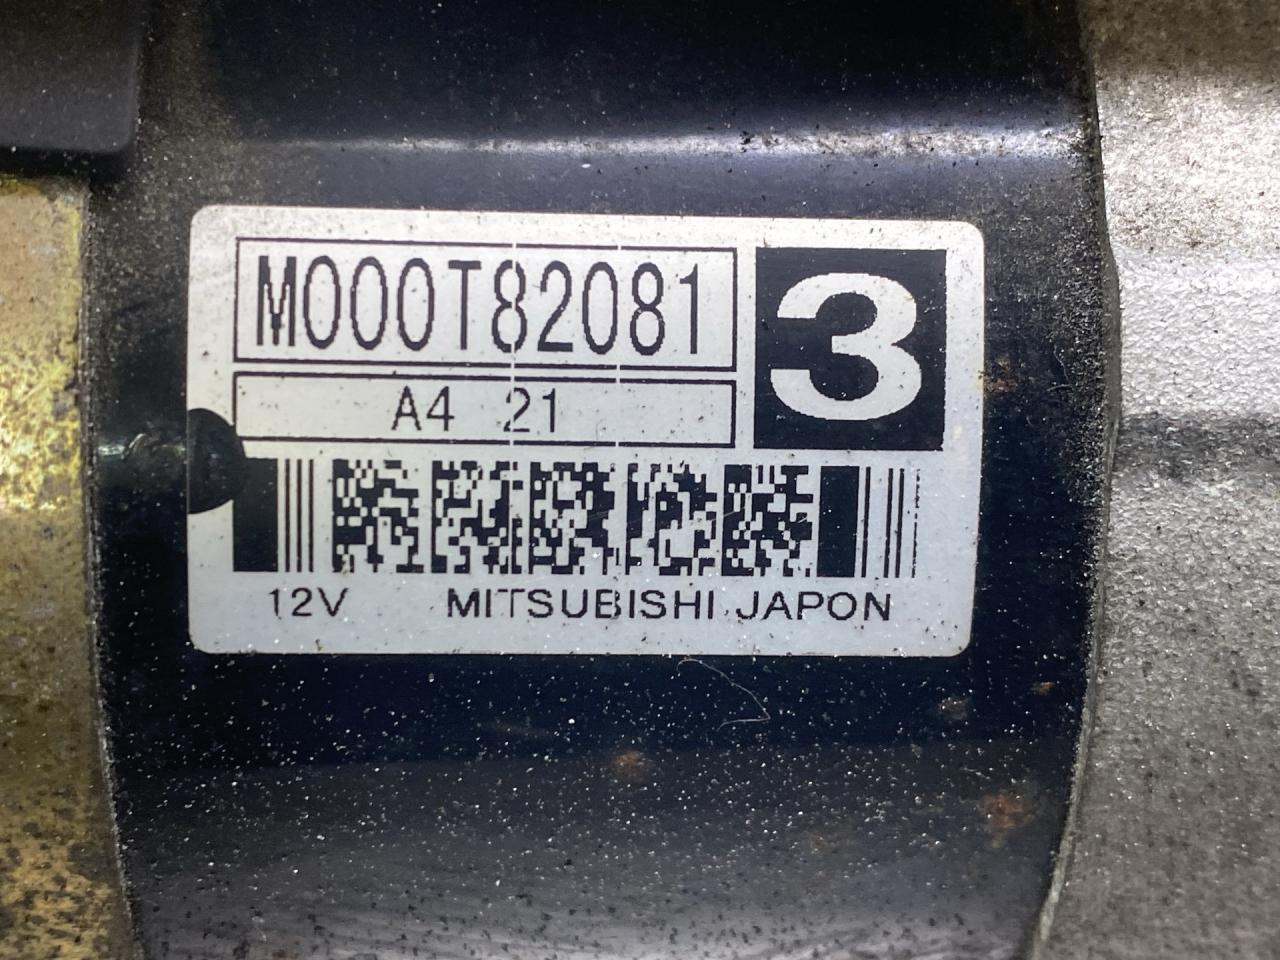 M000T82081
3
A4 21
12V MITSUBISHI JAPON